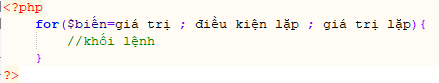 <?php
for($biến=giá trị ; điều kiện lặp ; giá trị lặp){
//khối lệnh
}
?>